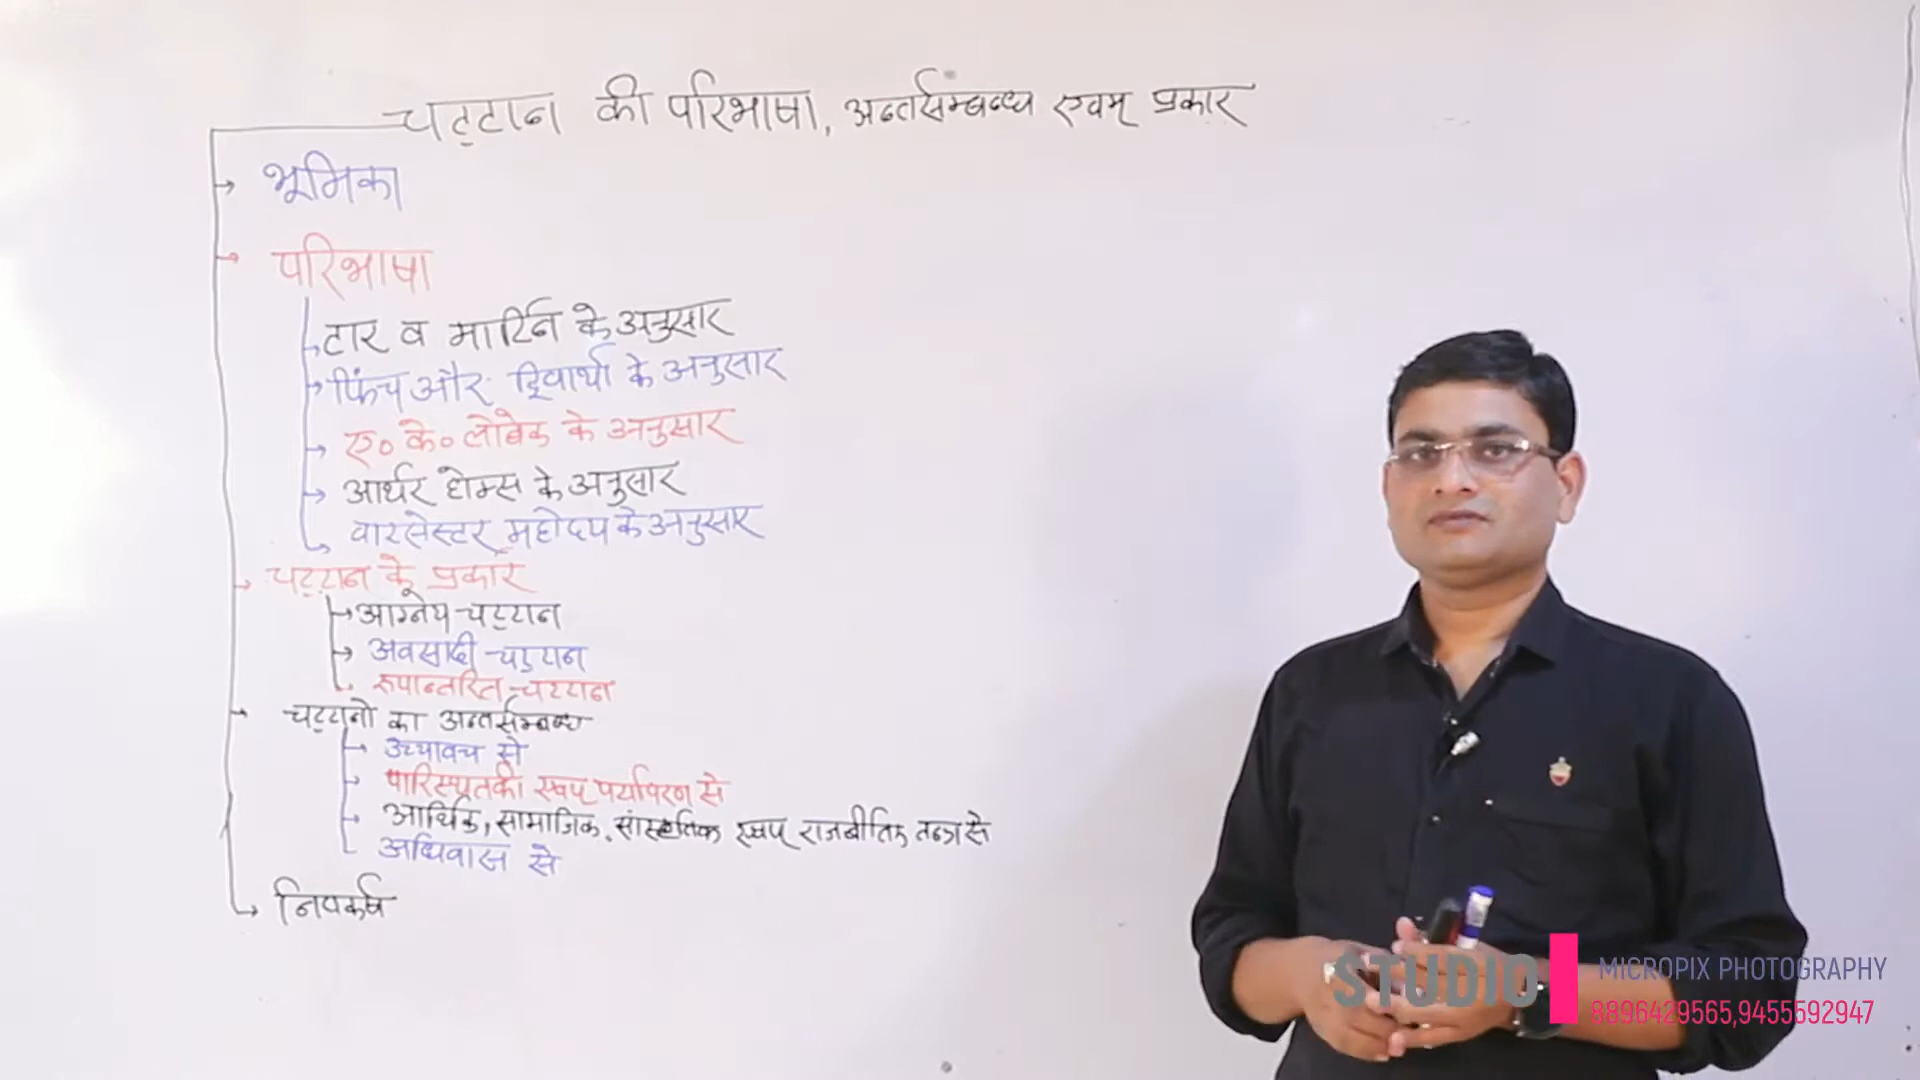 चट्टान की परिभाषा, अन्तर्सम्बन्ध एवम् प्रकार
भूमिका
परिभाषा
टार व मार्टिन के अनुसार
फिंच और ट्रिवार्था के अनुसार
ए० के० लोबेक के अनुसार
आर्थर होम्स के अनुसार
वारसेस्टर महोदय के अनुसार
चट्टान के प्रकार
आग्नेय चट्टान
अवसादी चट्टान
रूपान्तरित चट्टान
चट्टानो का अन्तर्सम्बन्ध
उच्चावच से
पारिस्थतकी एवम् पर्यावरण से
आर्थिक, सामाजिक, सांस्कृतिक एवम् राजनीतिक तन्त्र से
अधिवास से
निष्कर्ष
STUDIO
MICROPIX PHOTOGRAPHY
8896429565,9455592947